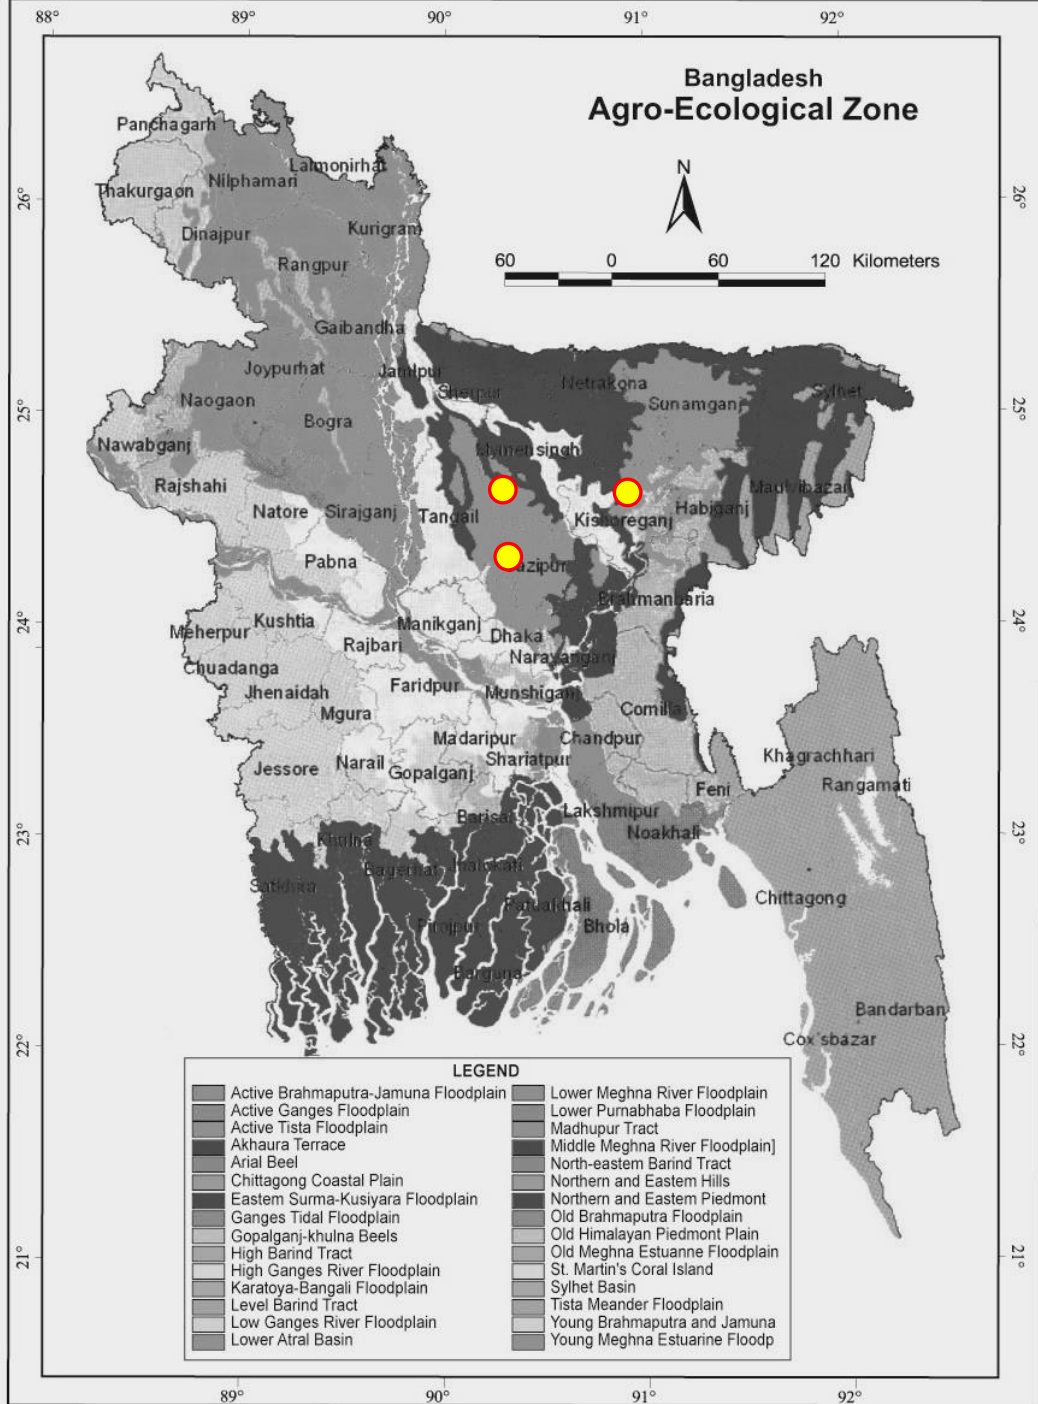 88° 89° 90° 91° 92°
Bangladesh
Agro-Ecological Zone
N
60 0 60 120 Kilometers
26° 26°
25° 25°
24° 24°
23° 23°
22° 22°
21° 21°
Panchagarh
Lalmonirhat
Nilphamari
Thakurgaon
Kurigram
Dinajpur
Rangpur
Gaibandha
Joypurhat
Jamlpur
Sherpur
Netrakona
Sylhet
Naogaon
Sunamganj
Bogra
Nawabganj
Mymensingh
Rajshahi
Maulvibazar
Natore
Sirajganj
Tangail
Kishoreganj
Habiganj
Pabna
azipur
Brahmanbaria
Kushtia
Manikganj
Meherpur
Rajbari
Dhaka
Chuadanga
Narayanganj
Jhenaidah
Faridpur
Munshiganj
Mgura
Comilla
Madaripur
Chandpur
Khagrachhari
Jessore
Narail
Gopalganj
Shariatpur
Feni
Rangamati
Barisal
Lakshmipur
Khulna
Noakhali
Bagerhat
Jhalokati
Satkhira
Chittagong
Patuakhali
Pirojpur
Bhola
Barguna
Bandarban
Cox'sbazar
LEGEND
Active Brahmaputra-Jamuna Floodplain
Active Ganges Floodplain
Active Tista Floodplain
Akhaura Terrace
Arial Beel
Chittagong Coastal Plain
Eastern Surma-Kusiyara Floodplain
Ganges Tidal Floodplain
Gopalganj-khulna Beels
High Barind Tract
High Ganges River Floodplain
Karatoya-Bangali Floodplain
Level Barind Tract
Low Ganges River Floodplain
Lower Atral Basin
Lower Meghna River Floodplain
Lower Purnabhaba Floodplain
Madhupur Tract
Middle Meghna River Floodplain]
North-eastern Barind Tract
Northern and Eastern Hills
Northern and Eastern Piedmont
Old Brahmaputra Floodplain
Old Himalayan Piedmont Plain
Old Meghna Estuanne Floodplain
St. Martin's Coral Island
Sylhet Basin
Tista Meander Floodplain
Young Brahmaputra and Jamuna
Young Meghna Estuarine Floodp
89° 90° 91° 92°